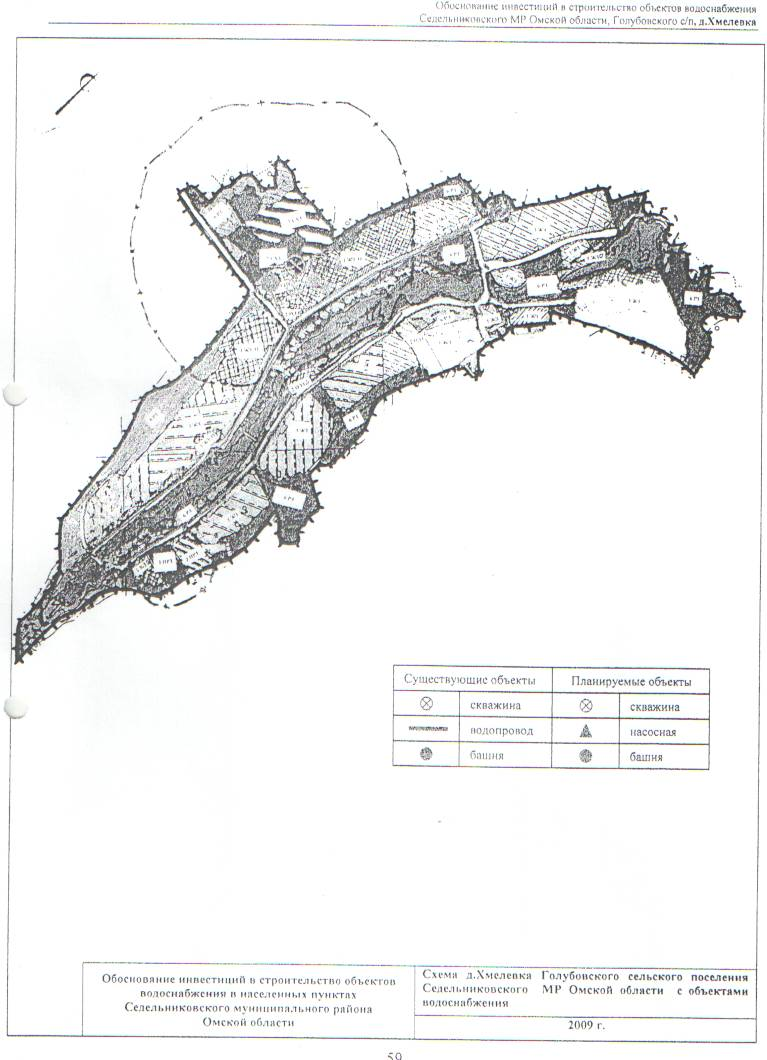 Обоснование инвестиций в строительство объектов водоснабжения
Седельниковского МР Омской области, Голубовского с/п, д.Хмелевка
Существующие объекты
Планируемые объекты
скважина
скважина
водопровод
насосная
башня
башня
Обоснование инвестиций в строительство объектов
водоснабжения в населенных пунктах
Седельниковского муниципального района
Омской области
Схема д.Хмелевка Голубовского сельского поселения
Седельниковского МР Омской области с объектами
водоснабжения
2009 г.
59